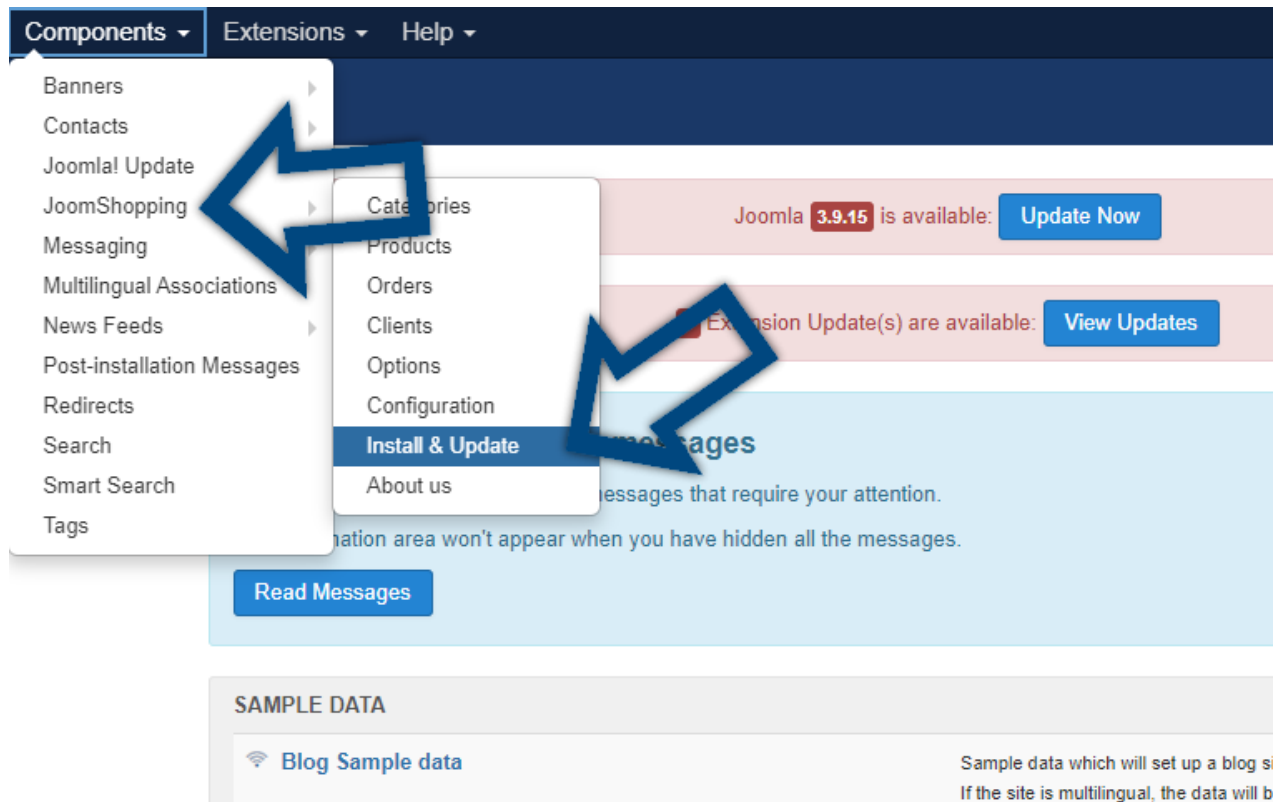 Components Extensions Help
Banners
Contacts
Joomla! Update
JoomShopping
Messaging
Multilingual Associations
News Feeds
Post-installation Messages
Redirects
Search
Smart Search
Tags
Categories
Products
Orders
Clients
Options
Configuration
Install & Update
About us
Joomla 3.9.15 is available: Update Now
Extension Update(s) are available: View Updates
messages
messages that require your attention.
mation area won't appear when you have hidden all the messages.
Read Messages
SAMPLE DATA
Blog Sample data
Sample data which will set up a blog si
If the site is multilingual, the data will b